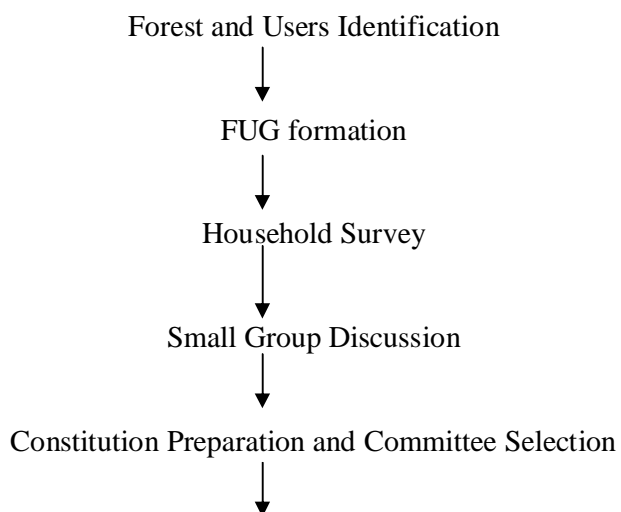 Forest and Users Identification
FUG formation
Household Survey
Small Group Discussion
Constitution Preparation and Committee Selection